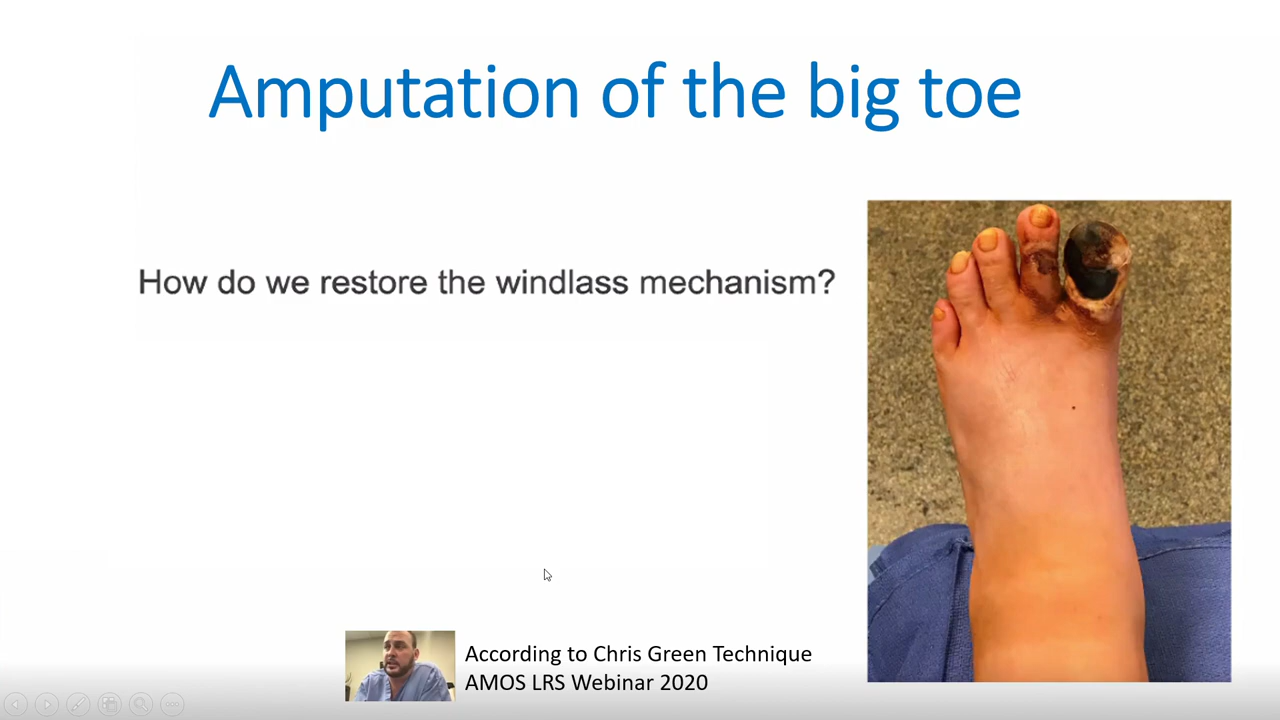 Amputation of the big toe
How do we restore the windlass mechanism?
According to Chris Green Technique
AMOS LRS Webinar 2020